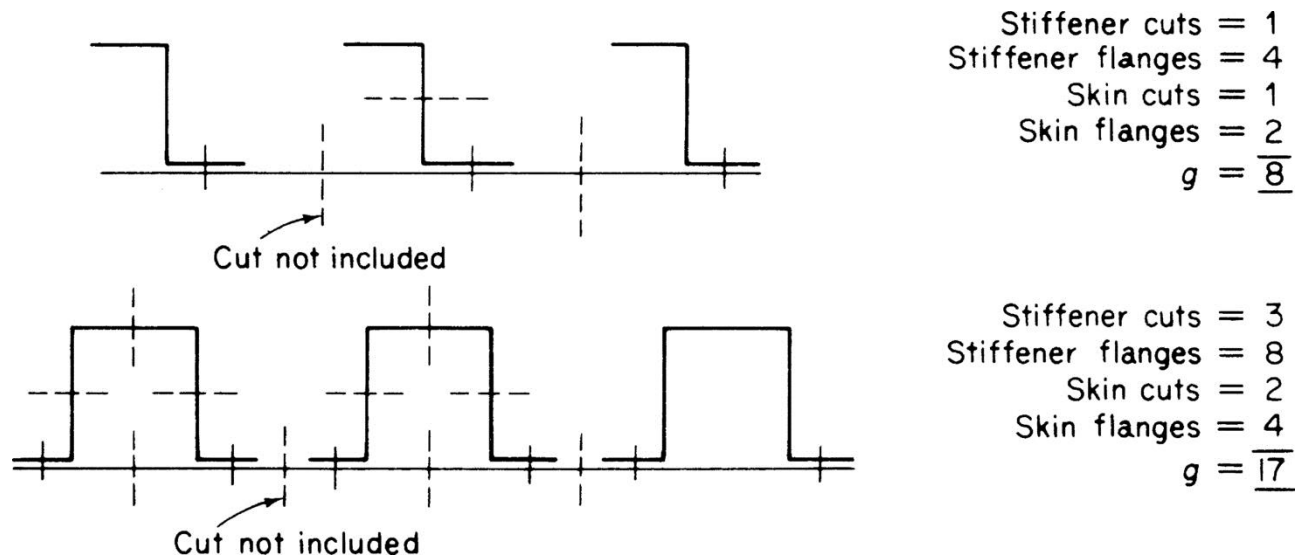 Stiffener cuts = 1
Stiffener flanges = 4
Skin cuts = 1
Skin flanges = 2
g = 8
Cut not included
Stiffener cuts = 3
Stiffener flanges = 8
Skin cuts = 2
Skin flanges = 4
g = 17
Cut not included